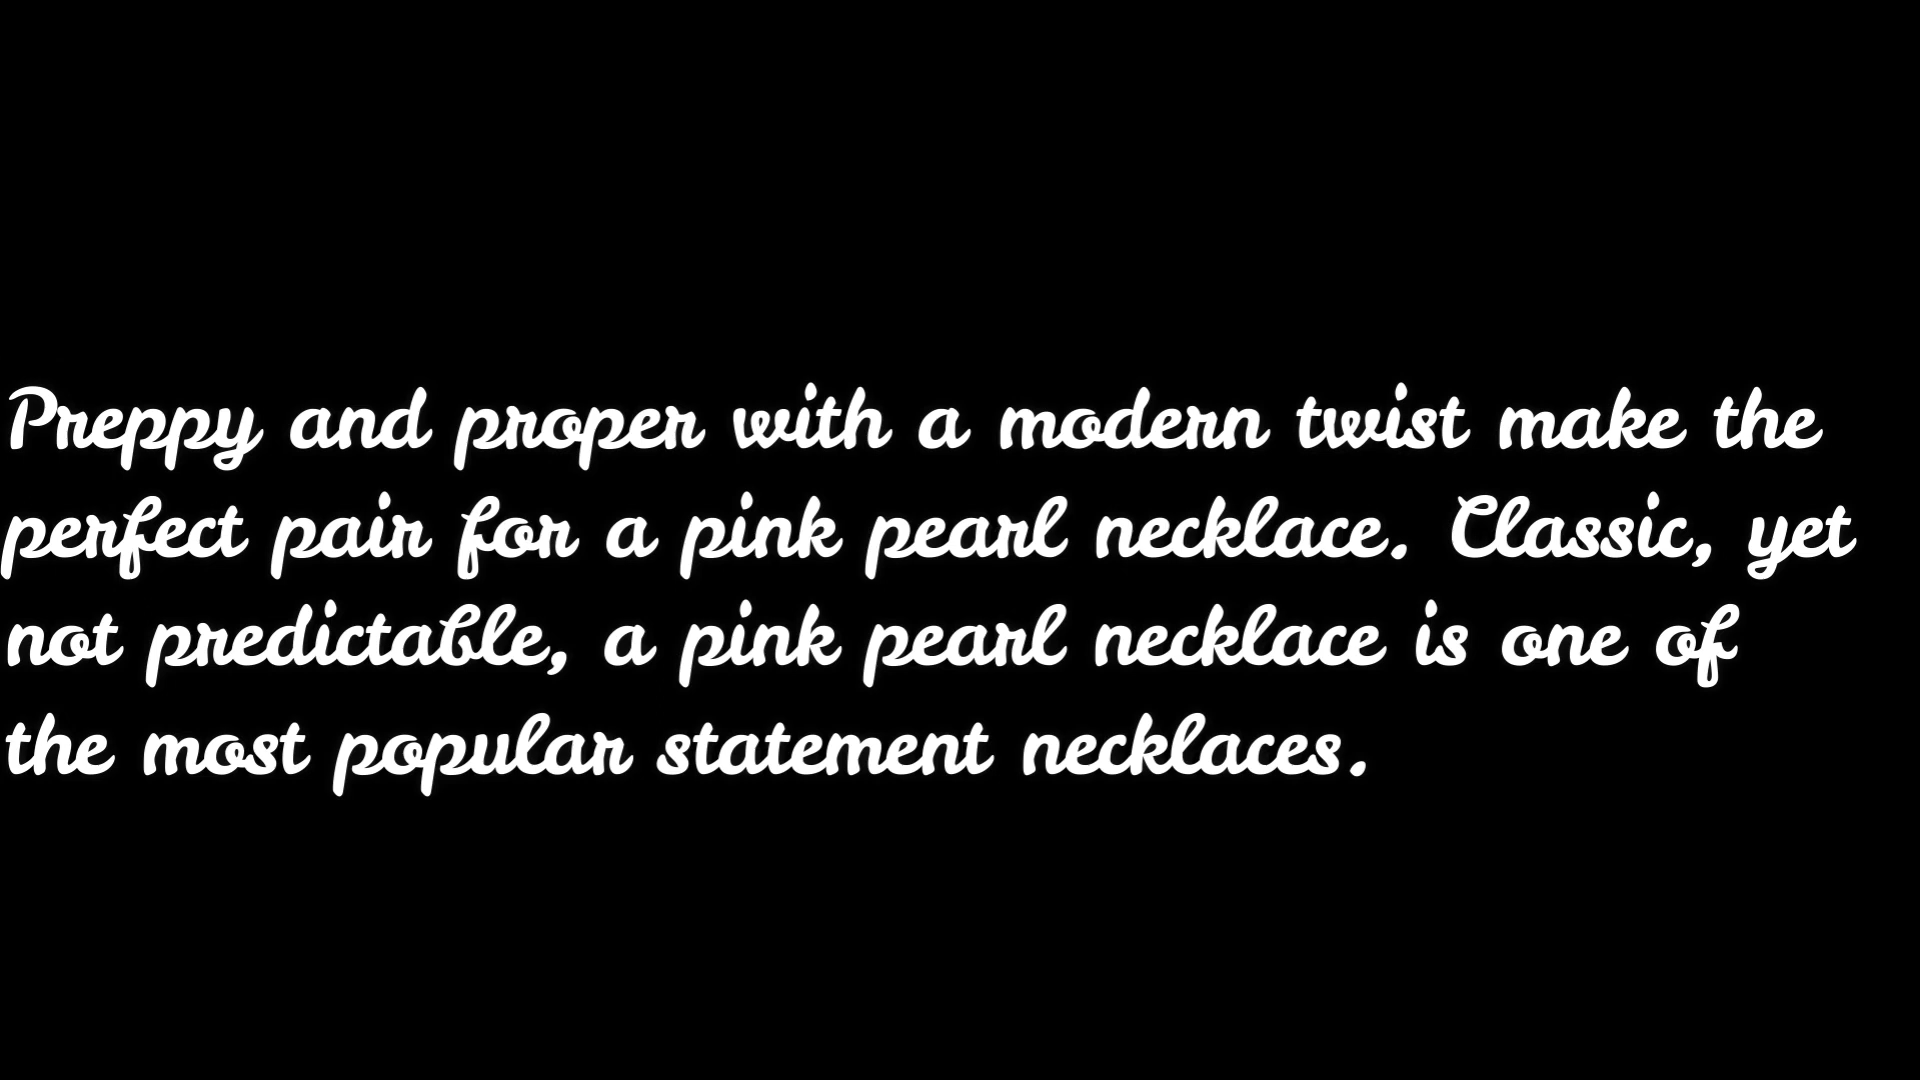 Preppy and proper with a modern twist make the
perfect pair for a pink pearl necklace. Classic, yet
not predictable, a pink pearl necklace is one of
the most popular statement necklaces.